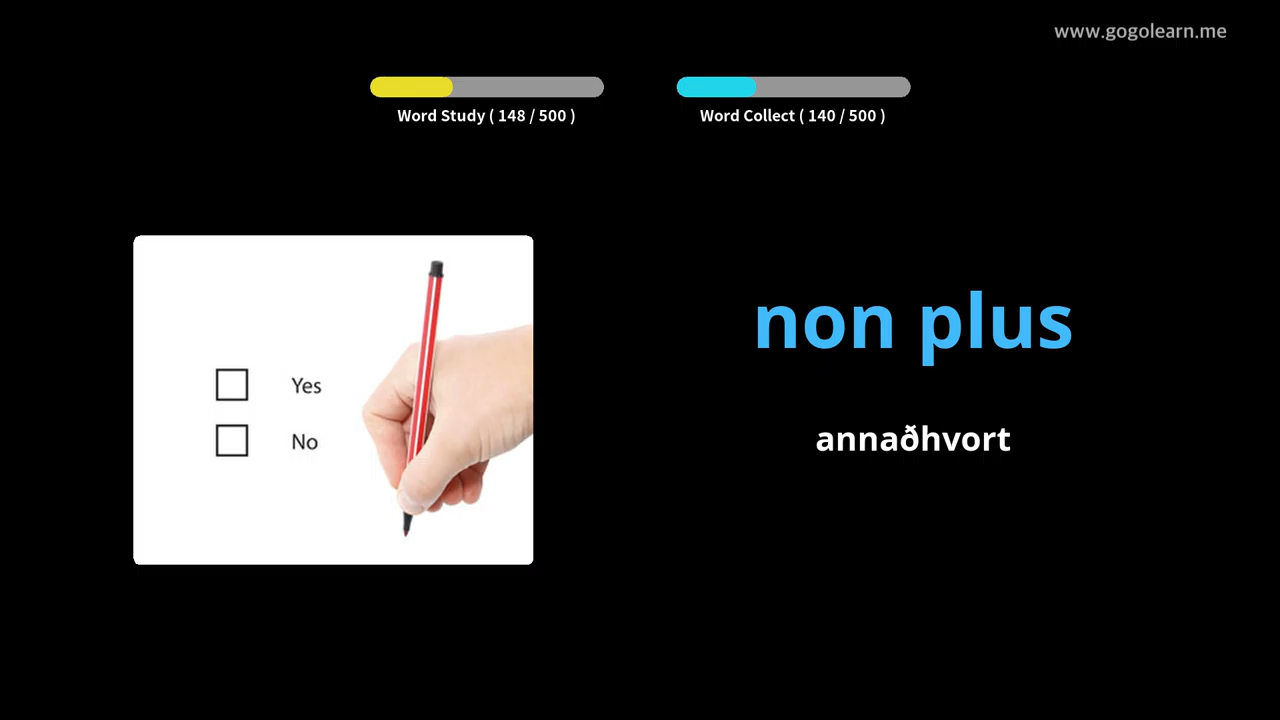 www.gogolearn.me
Word Study ( 148 / 500 )
Word Collect ( 140 / 500 )
Yes
No
non plus
annaðhvort